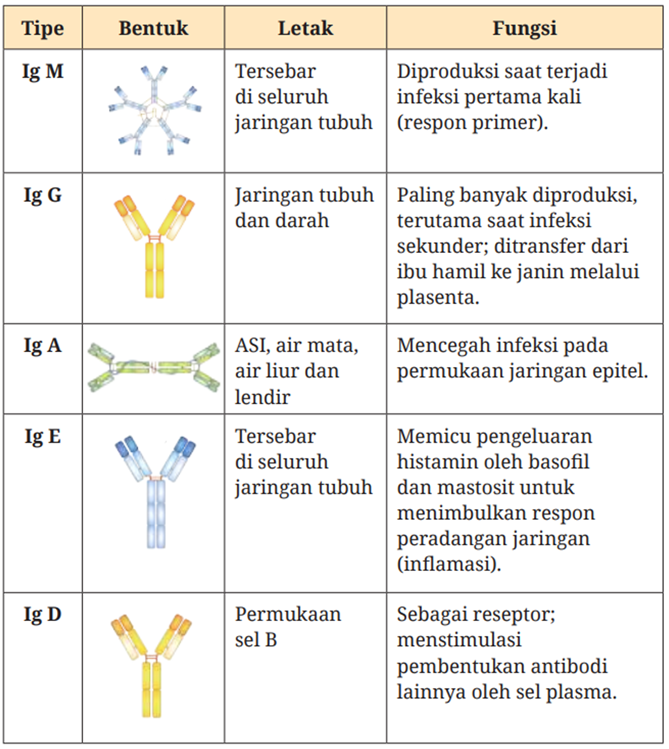 Tipe Bentuk Letak Fungsi
Ig M
Tersebar
di seluruh
jaringan tubuh
Diproduksi saat terjadi
infeksi pertama kali
(respon primer).
Ig G
Jaringan tubuh
dan darah
Paling banyak diproduksi,
terutama saat infeksi
sekunder; ditransfer dari
ibu hamil ke janin melalui
plasenta.
Ig A
ASI, air mata,
air liur dan
lendir
Mencegah infeksi pada
permukaan jaringan epitel.
Ig E
Tersebar
di seluruh
jaringan tubuh
Memicu pengeluaran
histamin oleh basofil
dan mastosit untuk
menimbulkan respon
peradangan jaringan
(inflamasi).
Ig D
Permukaan
sel B
Sebagai reseptor;
menstimulasi
pembentukan antibodi
lainnya oleh sel plasma.